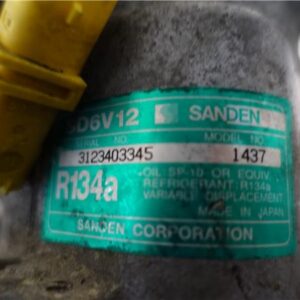 SD6V12 SANDEN
SERIAL NO MODEL NO
3123403345 1437
R134a
OIL: SP-10 OR EQUIV.
REFRIGERANT: R134a
VARIABLE DISPLACEMENT
MADE IN JAPAN
SANDEN CORPORATION